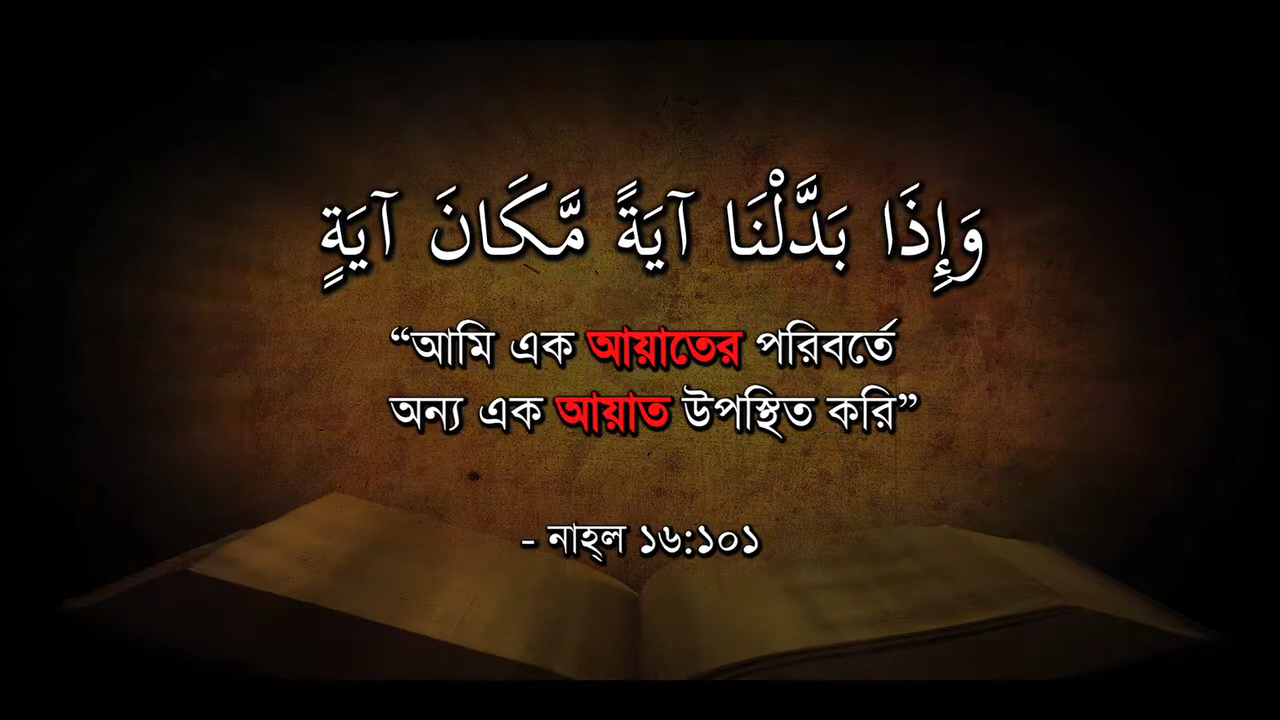 وَإِذَا بَدَّلْنَا آيَةً مَّكَانَ آيَةٍ
“আমি এক আয়াতের পরিবর্তে
অন্য এক আয়াত উপস্থিত করি”
- নাহ্‌ল ১৬:১০১